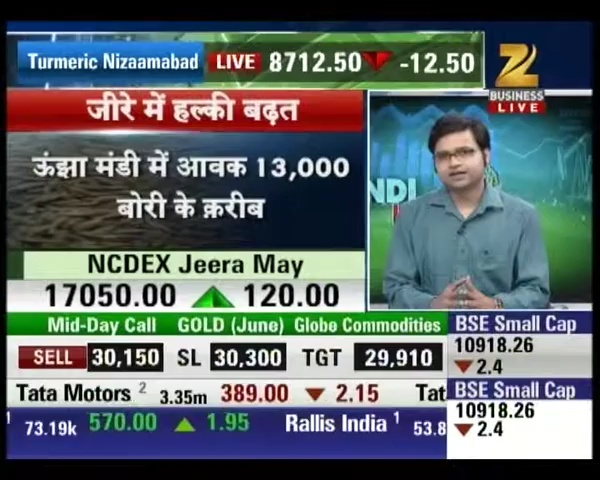 Turmeric Nizaamabad LIVE 8712.50 -12.50
Z
BUSINESS
LIVE
जीरे में हल्की बढ़त
ऊंझा मंडी में आवक 13,000
बोरी के क़रीब
NDI
NCDEX Jeera May
17050.00 120.00
Mid-Day Call GOLD (June) Globe Commodities
SELL 30,150 SL 30,300 TGT 29,910
BSE Small Cap
10918.26
2.4
Tata Motors 2 3.35m 389.00 2.15 Tat
BSE Small Cap
10918.26
2.4
1 73.19k 570.00 1.95 Rallis India 1 53.8